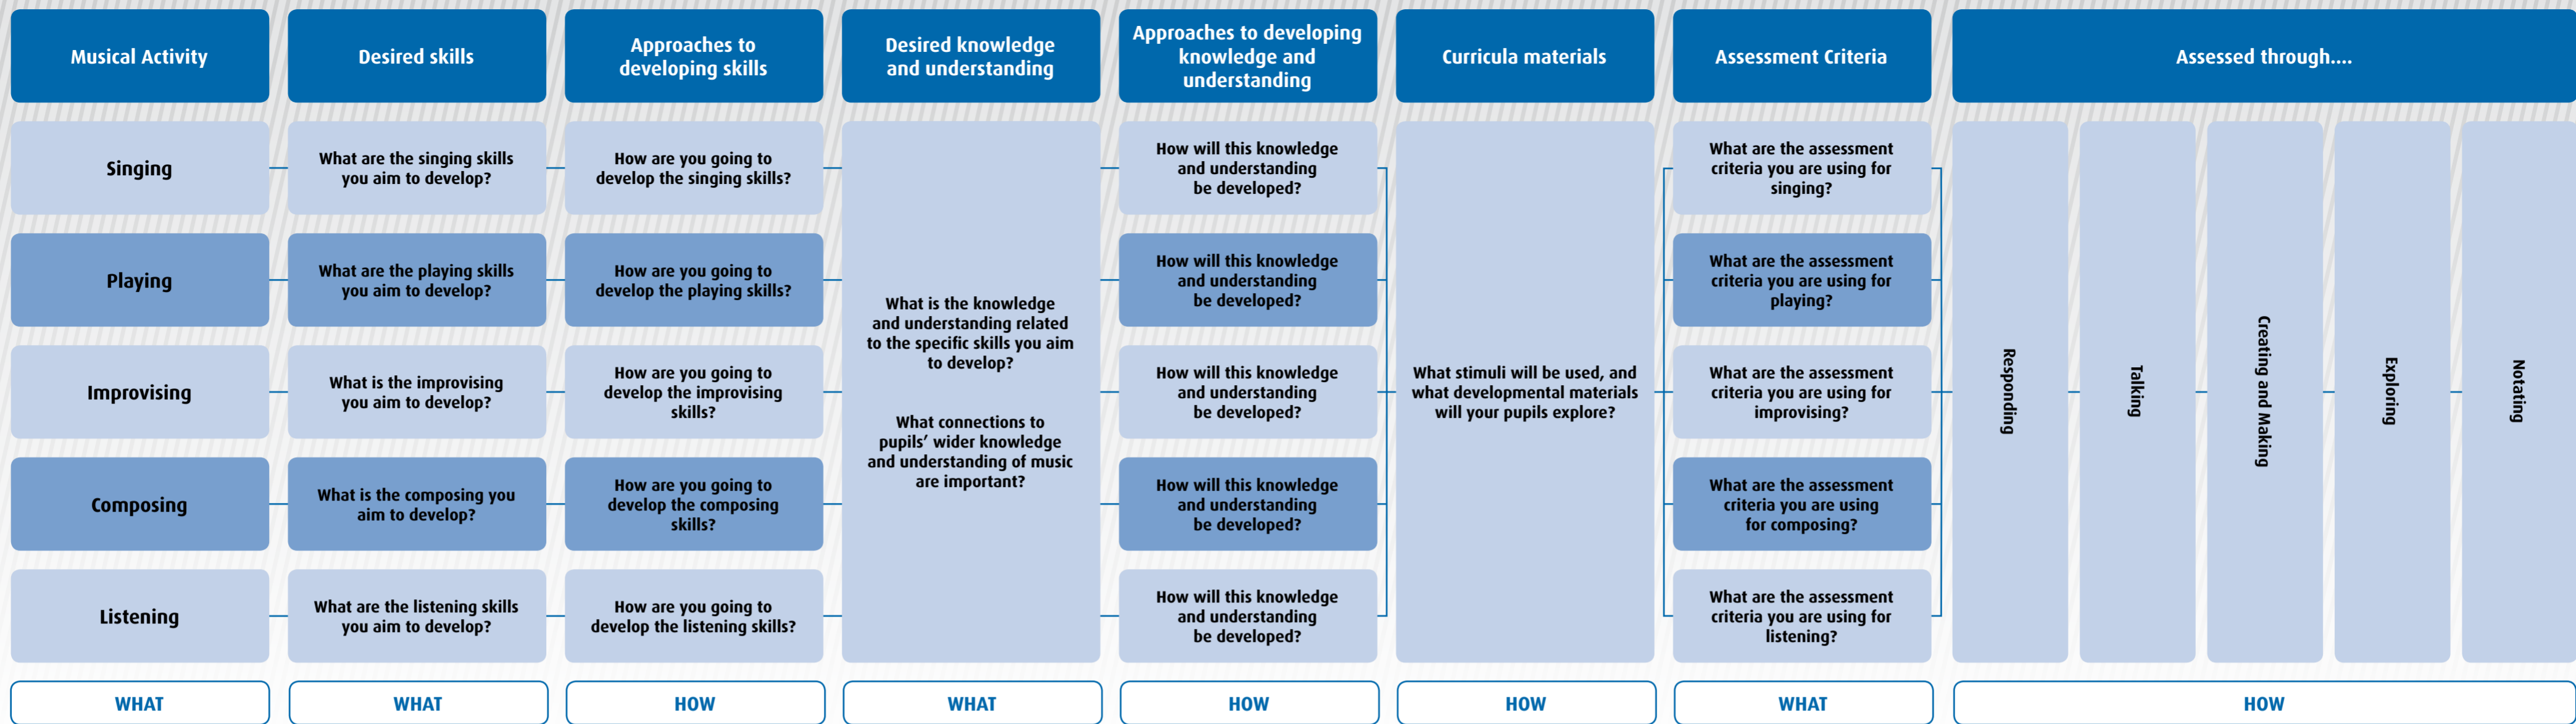 Musical Activity
Desired skills
Approaches to
developing skills
Desired knowledge
and understanding
Approaches to developing
knowledge and
understanding
Curricula materials
Assessment Criteria
Assessed through....
Singing
What are the singing skills
you aim to develop?
How are you going to
develop the singing skills?
How will this knowledge
and understanding
be developed?
What are the assessment
criteria you are using for
singing?
Playing
What are the playing skills
you aim to develop?
How are you going to
develop the playing skills?
How will this knowledge
and understanding
be developed?
What are the assessment
criteria you are using for
playing?
Improvising
What is the improvising
you aim to develop?
How are you going to
develop the improvising
skills?
What is the knowledge
and understanding related
to the specific skills you aim
to develop?
What connections to
pupils’ wider knowledge
and understanding of music
are important?
How will this knowledge
and understanding
be developed?
What stimuli will be used, and
what developmental materials
will your pupils explore?
What are the assessment
criteria you are using for
improvising?
Responding
Talking
Creating and Making
Exploring
Notating
Composing
What is the composing you
aim to develop?
How are you going to
develop the composing
skills?
How will this knowledge
and understanding
be developed?
What are the assessment
criteria you are using
for composing?
Listening
What are the listening skills
you aim to develop?
How are you going to
develop the listening skills?
How will this knowledge
and understanding
be developed?
What are the assessment
criteria you are using for
listening?
WHAT
WHAT
HOW
WHAT
HOW
HOW
WHAT
HOW